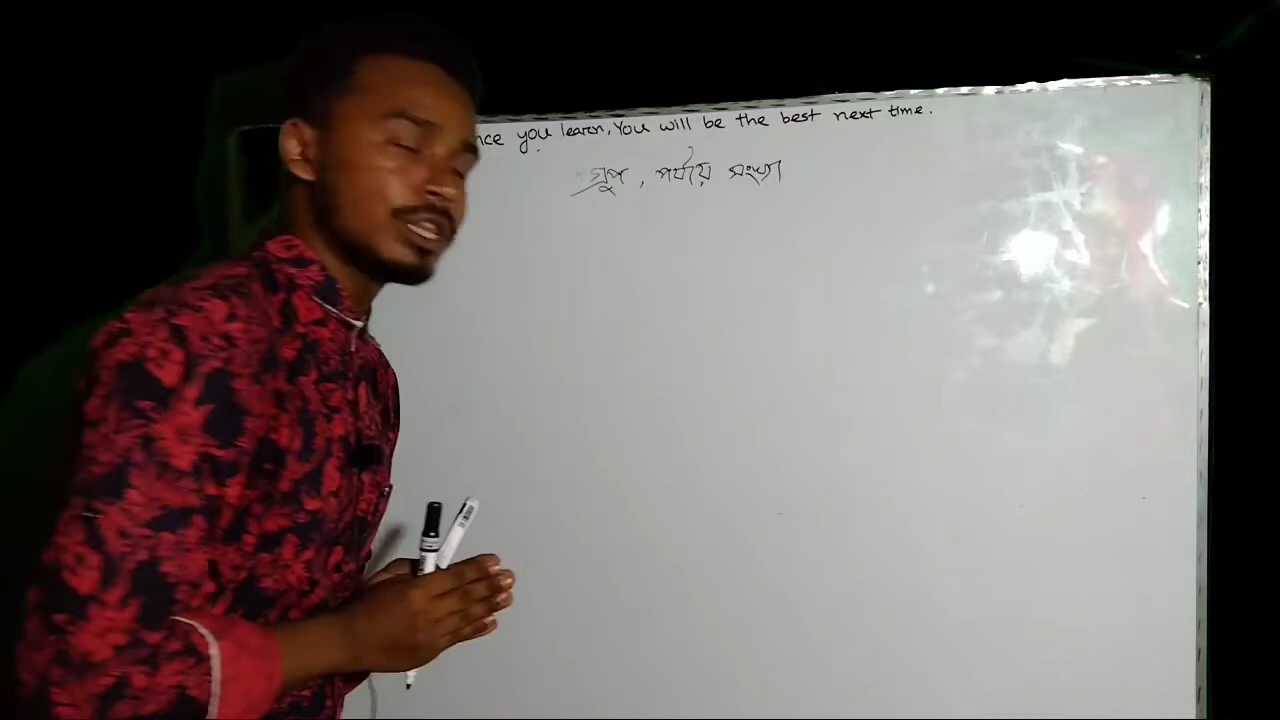 nce you learn, You will be the best next time.
গ্রুপ, পর্যায় সংখ্যা